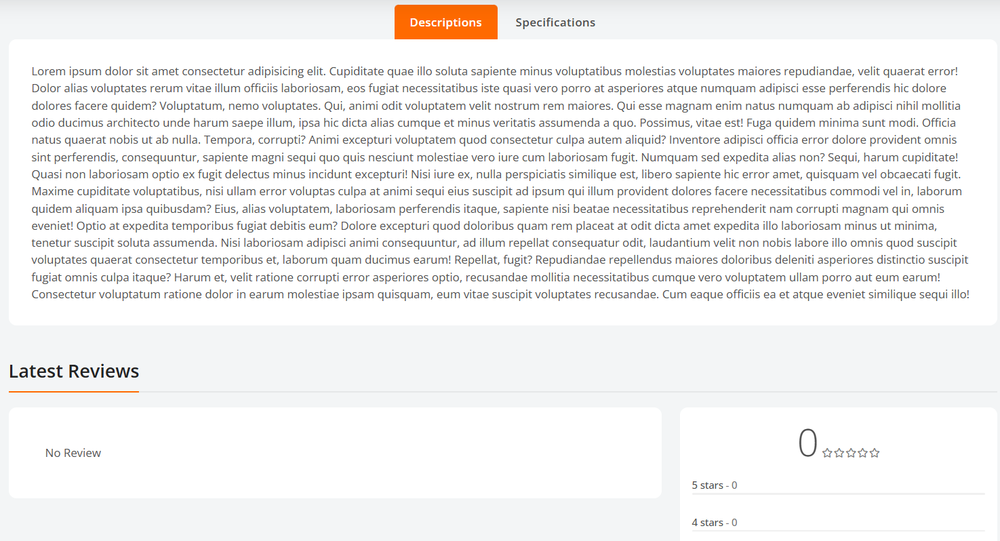 Descriptions Specifications
Lorem ipsum dolor sit amet consectetur adipisicing elit. Cupiditate quae illo soluta sapiente minus voluptatibus molestias voluptates maiores repudiandae, velit quaerat error!
Dolor alias voluptates rerum vitae illum officiis laboriosam, eos fugiat necessitatibus iste quasi vero porro at asperiores atque numquam adipisci esse perferendis hic dolore
dolores facere quidem? Voluptatum, nemo voluptates. Qui, animi odit voluptatem velit nostrum rem maiores. Qui esse magnam enim natus numquam ab adipisci nihil mollitia
odio ducimus architecto unde harum saepe illum, ipsa hic dicta alias cumque et minus veritatis assumenda a quo. Possimus, vitae est! Fuga quidem minima sunt modi. Officia
natus quaerat nobis ut ab nulla. Tempora, corrupti? Animi excepturi voluptatem quod consectetur culpa autem aliquid? Inventore adipisci officia error dolore provident omnis
sint perferendis, consequuntur, sapiente magni sequi quo quis nesciunt molestiae vero iure cum laboriosam fugit. Numquam sed expedita alias non? Sequi, harum cupiditate!
Quasi non laboriosam optio ex fugit delectus minus incidunt excepturi! Nisi iure ex, nulla perspiciatis similique est, libero sapiente hic error amet, quisquam vel obcaecati fugit.
Maxime cupiditate voluptatibus, nisi ullam error voluptas culpa at animi sequi eius suscipit ad ipsum qui illum provident dolores facere necessitatibus commodi vel in, laborum
quidem aliquam ipsa quibusdam? Eius, alias voluptatem, laboriosam perferendis itaque, sapiente nisi beatae necessitatibus reprehenderit nam corrupti magnam qui omnis
eveniet! Optio at expedita temporibus fugiat debitis eum? Dolore excepturi quod doloribus quam rem placeat at odit dicta amet expedita illo laboriosam minus ut minima,
tenetur suscipit soluta assumenda. Nisi laboriosam adipisci animi consequuntur, ad illum repellat consequatur odit, laudantium velit non nobis labore illo omnis quod suscipit
voluptates quaerat consectetur temporibus et, laborum quam ducimus earum! Repellat, fugit? Repudiandae repellendus maiores doloribus deleniti asperiores distinctio suscipit
fugiat omnis culpa itaque? Harum et, velit ratione corrupti error asperiores optio, recusandae mollitia necessitatibus cumque vero voluptatem ullam porro aut eum earum!
Consectetur voluptatum ratione dolor in earum molestiae ipsam quisquam, eum vitae suscipit voluptates recusandae. Cum eaque officiis ea et atque eveniet similique sequi illo!
Latest Reviews
No Review
0
5 stars - 0
4 stars - 0